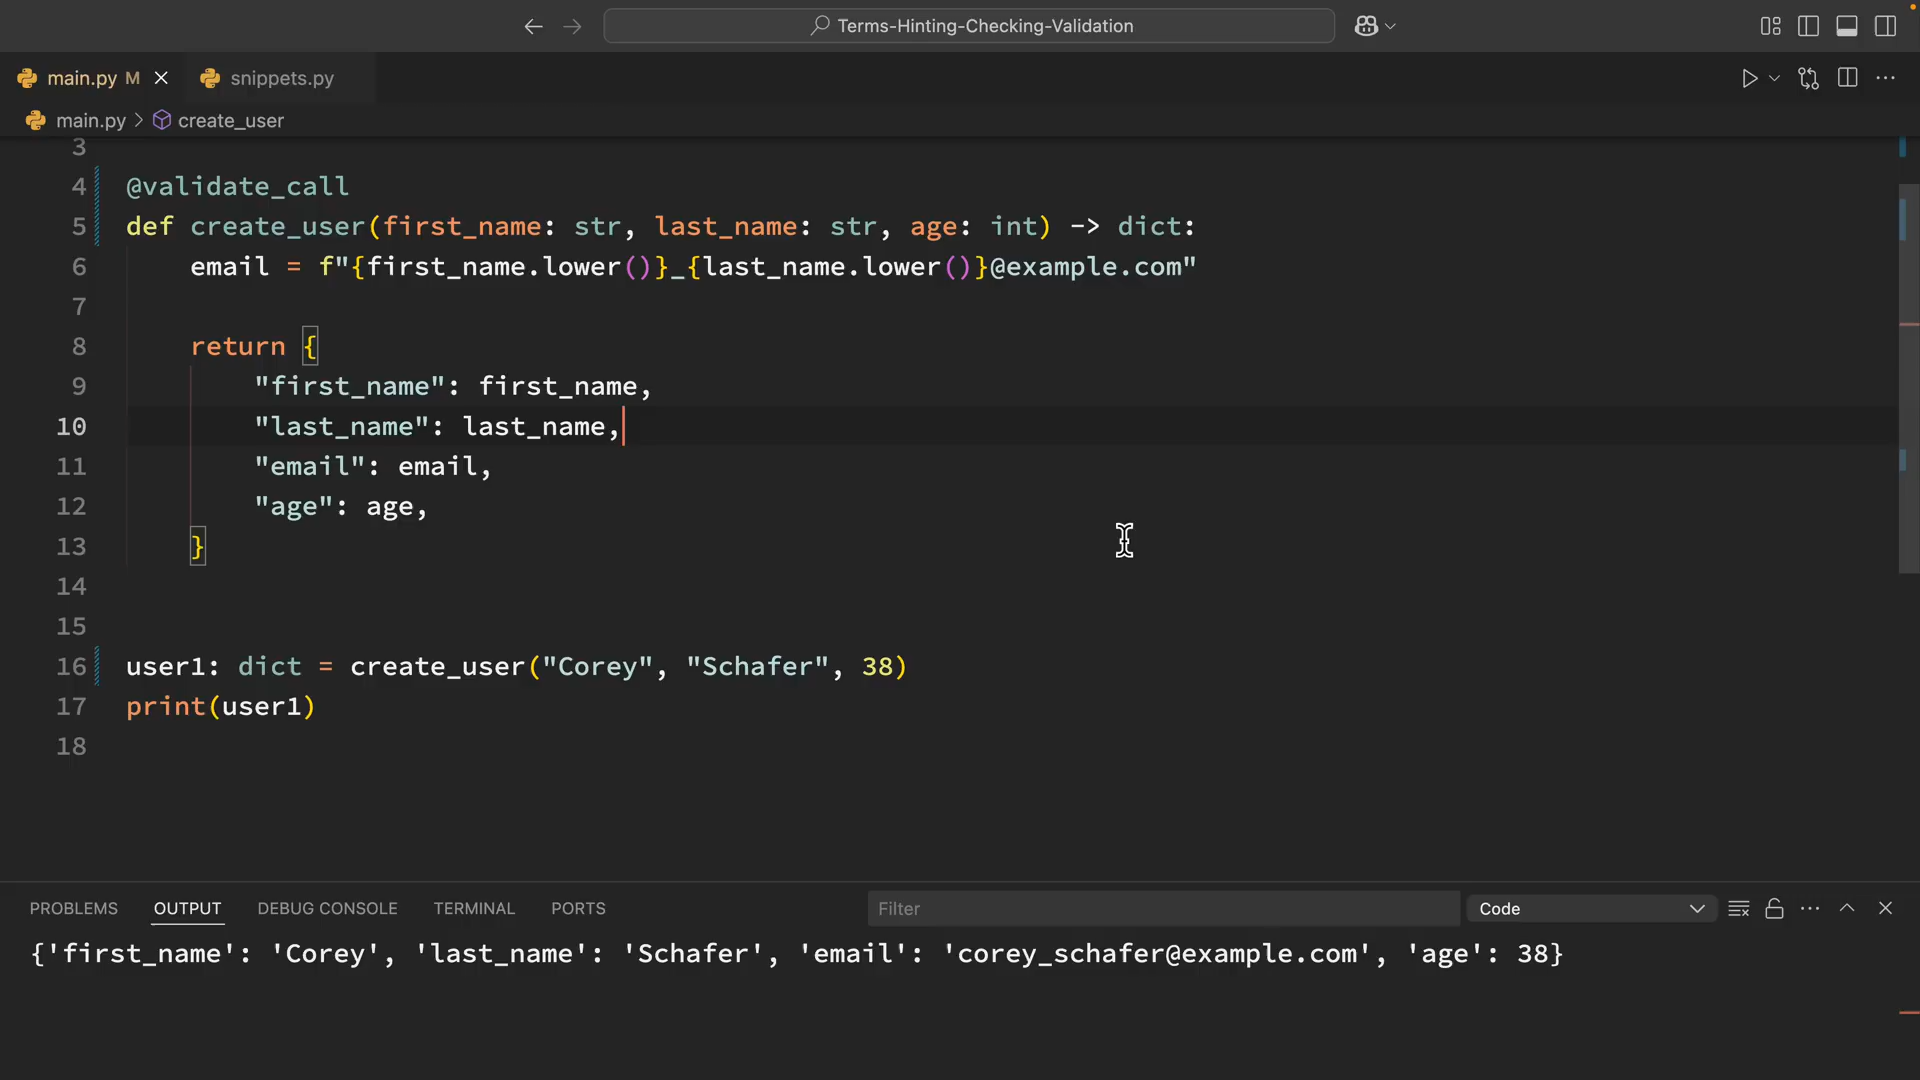 Terms-Hinting-Checking-Validation
main.py M
snippets.py
main.py > create_user
3
4 @validate_call
5 def create_user(first_name: str, last_name: str, age: int) -> dict:
6 email = f"{first_name.lower()}_{last_name.lower()}@example.com"
7
8 return {
9 "first_name": first_name,
10 "last_name": last_name,
11 "email": email,
12 "age": age,
13 }
14
15
16 user1: dict = create_user("Corey", "Schafer", 38)
17 print(user1)
18
PROBLEMS OUTPUT DEBUG CONSOLE TERMINAL PORTS Filter Code
{'first_name': 'Corey', 'last_name': 'Schafer', 'email': 'corey_schafer@example.com', 'age': 38}